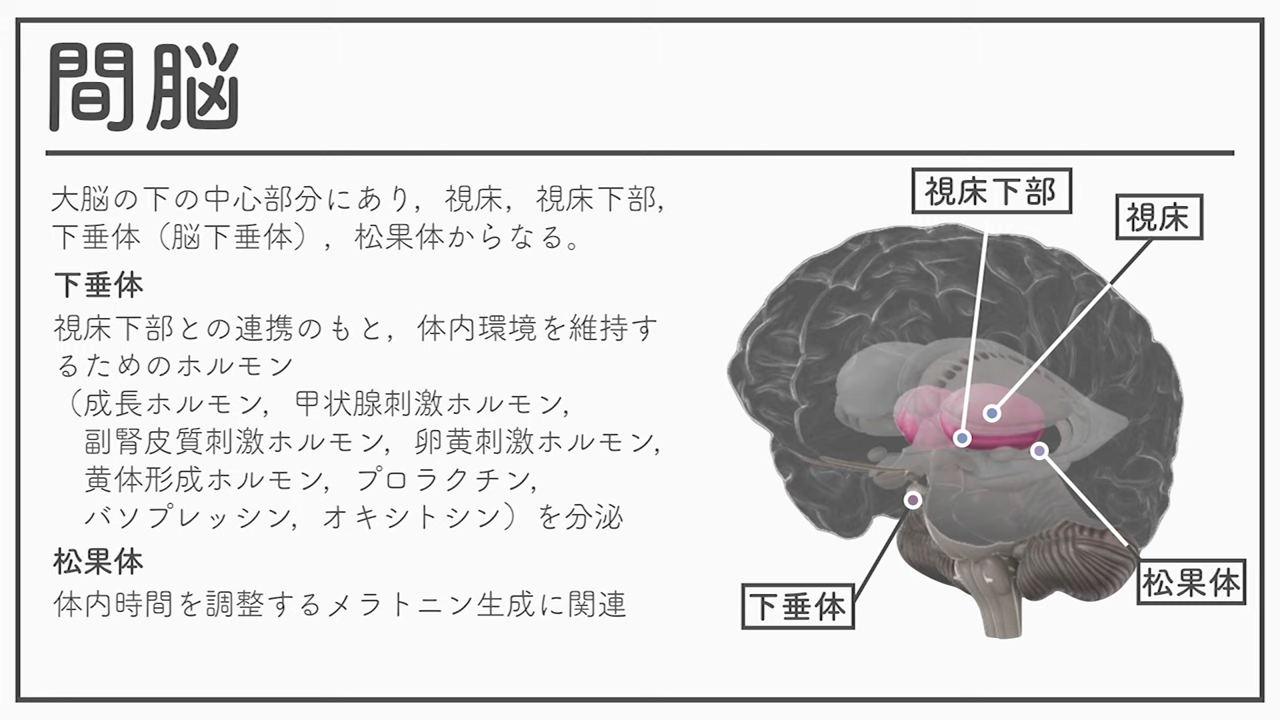 間脳
大脳の下の中心部分にあり，視床，視床下部，
下垂体（脳下垂体），松果体からなる。
下垂体
視床下部との連携のもと，体内環境を維持す
るためのホルモン
（成長ホルモン，甲状腺刺激ホルモン，
副腎皮質刺激ホルモン，卵黄刺激ホルモン，
黄体形成ホルモン，プロラクチン，
バソプレッシン，オキシトシン）を分泌
松果体
体内時間を調整するメラトニン生成に関連
視床下部
視床
下垂体
松果体